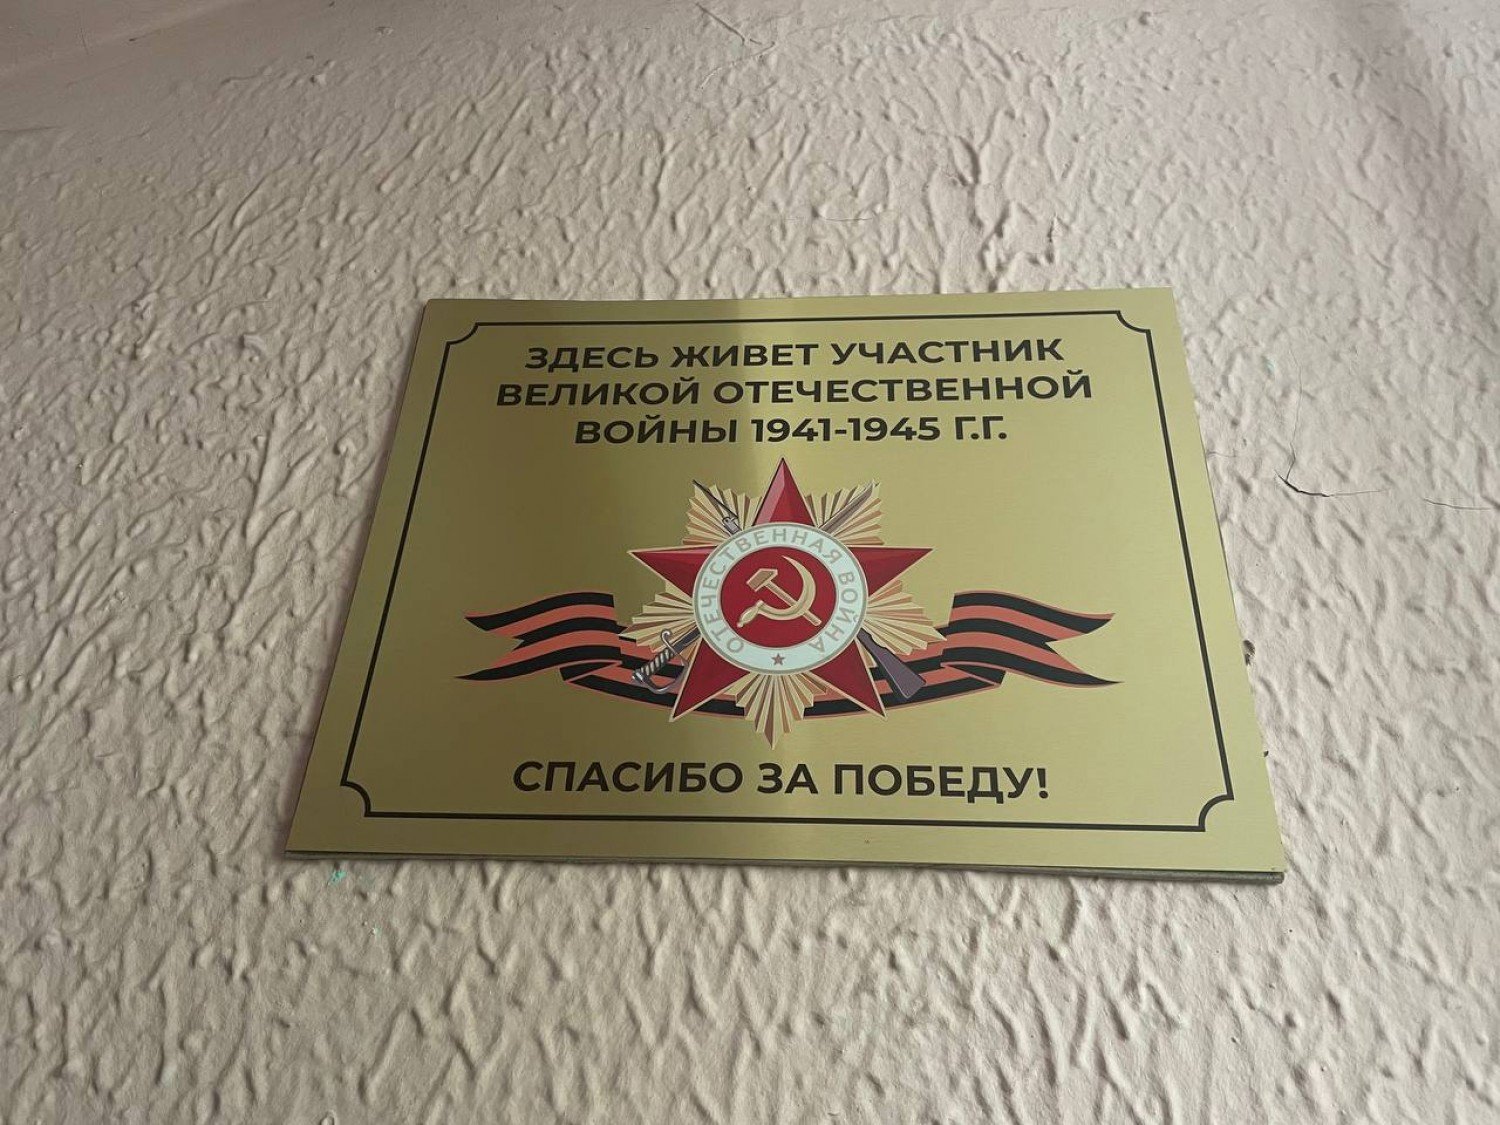 ЗДЕСЬ ЖИВЕТ УЧАСТНИК
ВЕЛИКОЙ ОТЕЧЕСТВЕННОЙ
ВОЙНЫ 1941-1945 Г.Г.
ОТЕЧЕСТВЕННАЯ ВОЙНА
СПАСИБО ЗА ПОБЕДУ!